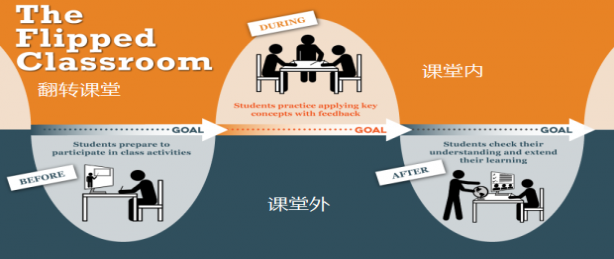 The
Flipped
Classroom
翻转课堂
DURING
课堂内
Students practice applying key
concepts with feedback
GOAL
GOAL
GOAL
Students prepare to
participate in class activities
BEFORE
Students check their
understanding and extend
their learning
AFTER
课堂外